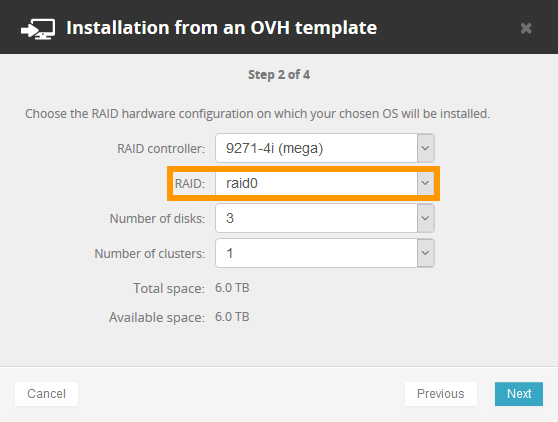 Installation from an OVH template
Step 2 of 4
Choose the RAID hardware configuration on which your chosen OS will be installed.
RAID controller: 9271-4i (mega)
RAID: raid0
Number of disks: 3
Number of clusters: 1
Total space: 6.0 TB
Available space: 6.0 TB
Cancel Previous Next